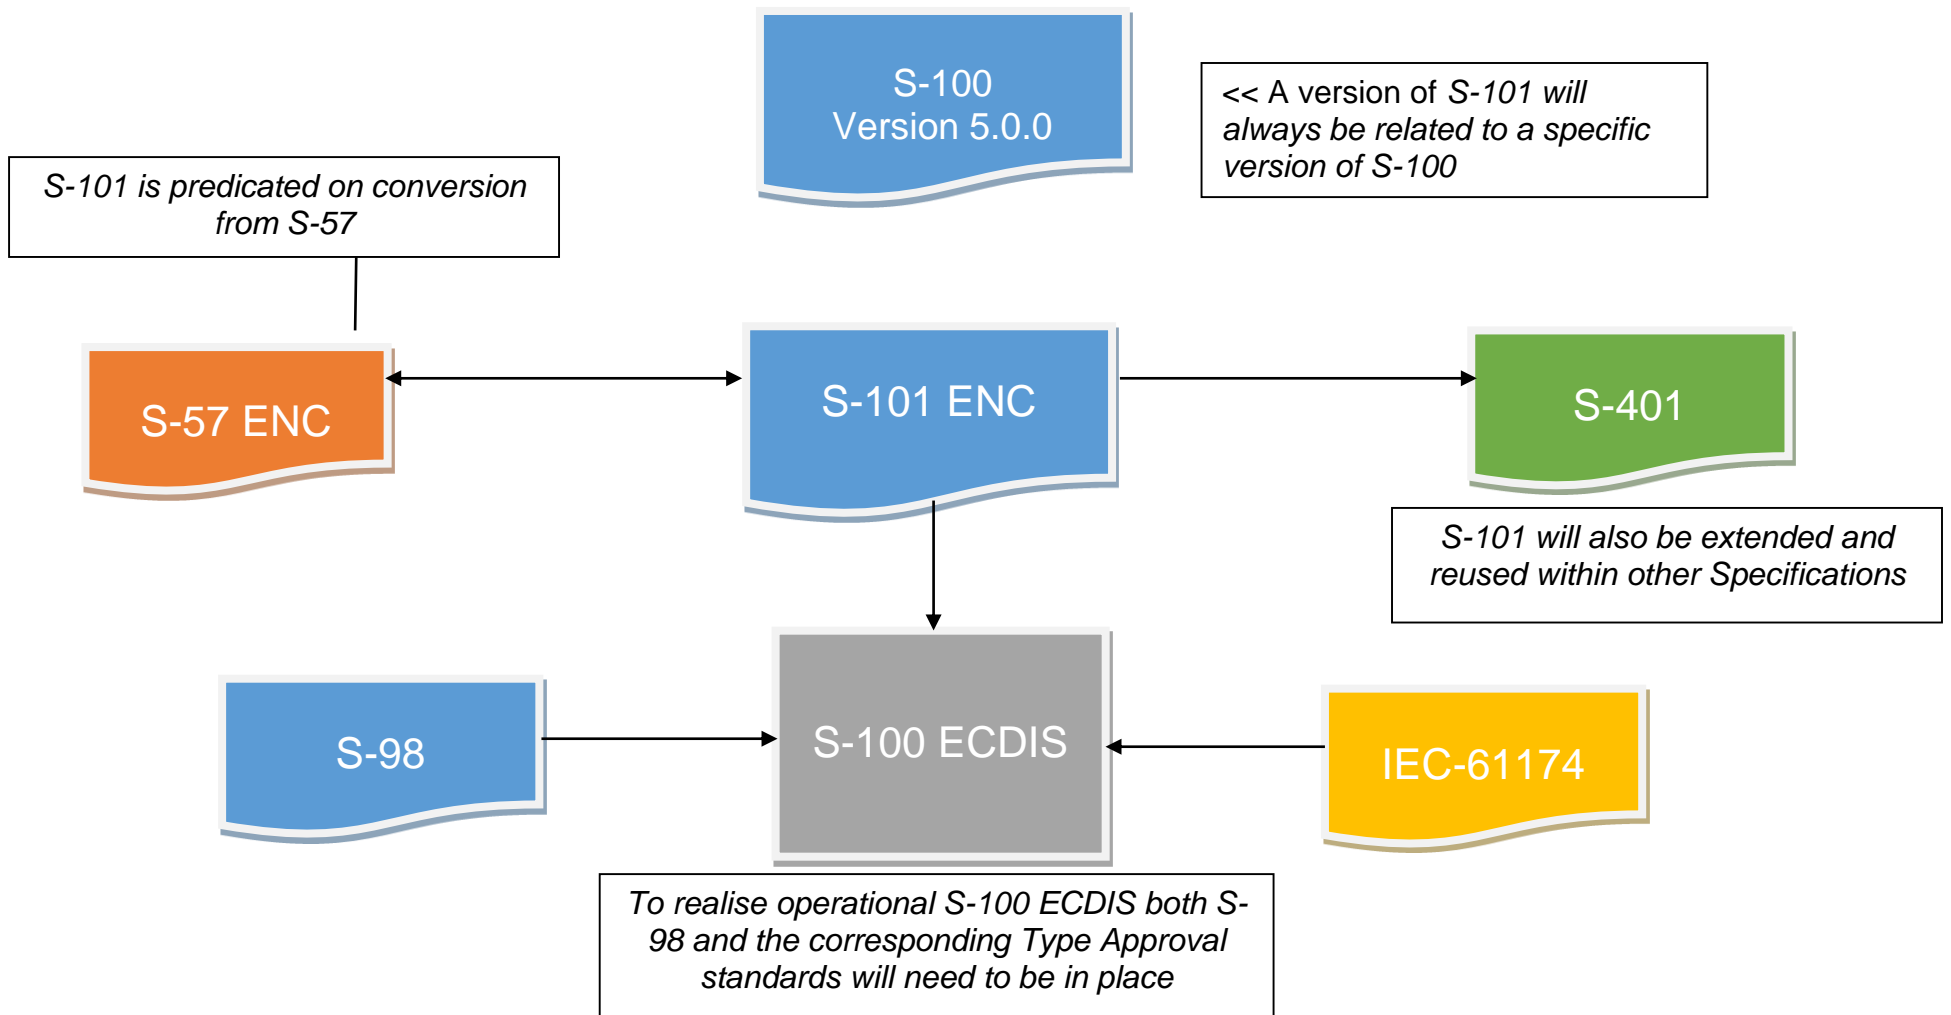 S-100
Version 5.0.0
<< A version of S-101 will
always be related to a specific
version of S-100
S-101 is predicated on conversion
from S-57
S-57 ENC
S-101 ENC
S-401
S-101 will also be extended and
reused within other Specifications
S-98
S-100 ECDIS
IEC-61174
To realise operational S-100 ECDIS both S-
98 and the corresponding Type Approval
standards will need to be in place